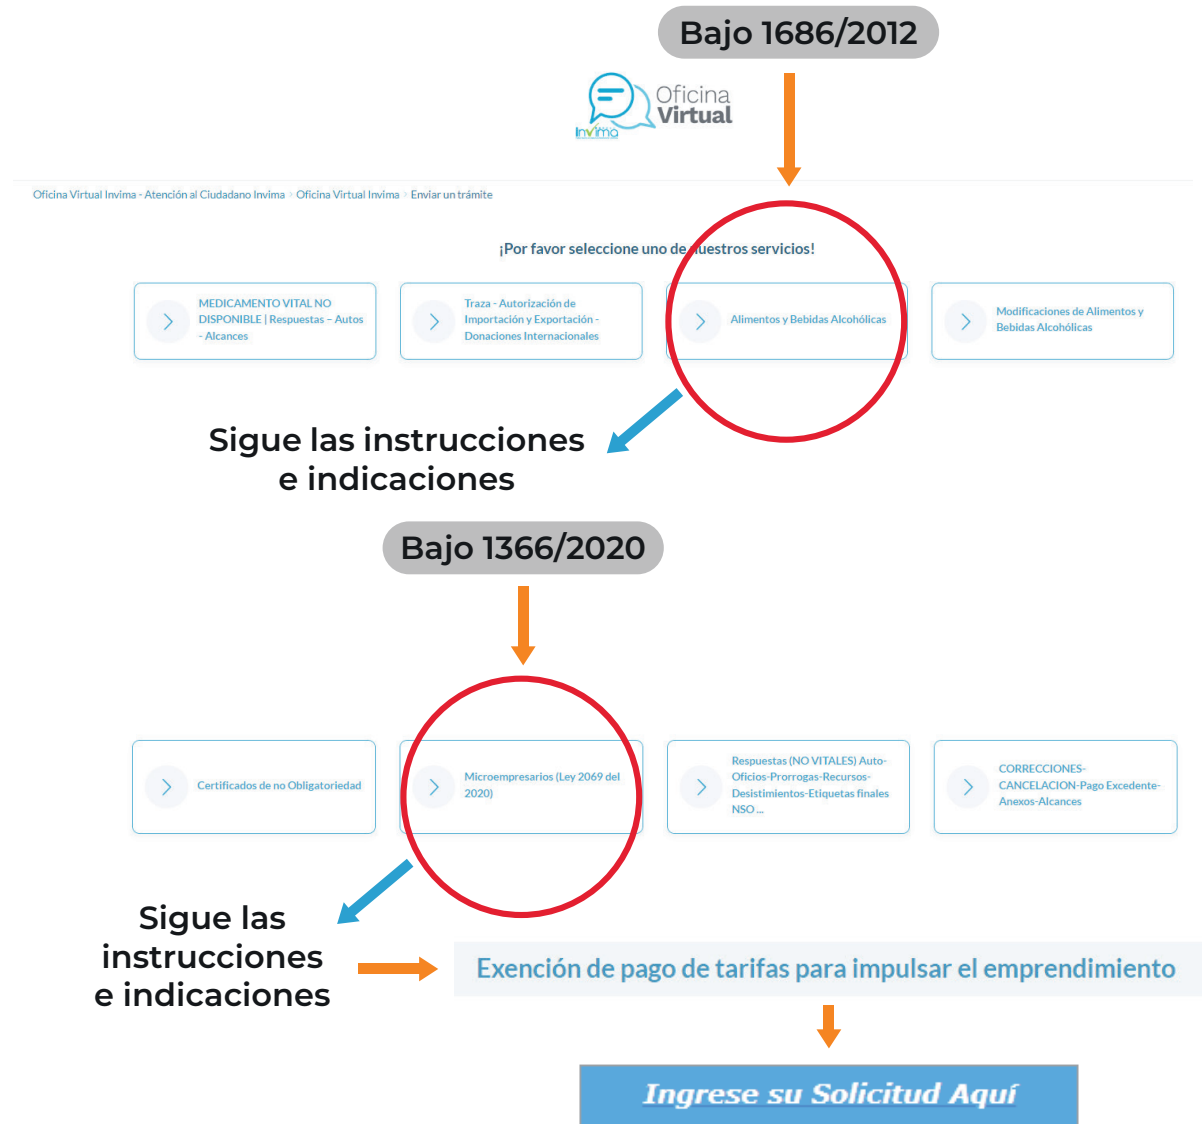 Bajo 1686/2012
Oficina
Virtual
Invima
Oficina Virtual Invima - Atención al Ciudadano Invima > Oficina Virtual Invima > Enviar un trámite
¡Por favor seleccione uno de nuestros servicios!
MEDICAMENTO VITAL NO
DISPONIBLE | Respuestas – Autos
- Alcances
Traza - Autorización de
Importación y Exportación -
Donaciones Internacionales
Alimentos y Bebidas Alcohólicas
Modificaciones de Alimentos y
Bebidas Alcohólicas
Sigue las instrucciones
e indicaciones
Bajo 1366/2020
Certificados de no Obligatoriedad
Microempresarios (Ley 2069 del
2020)
Respuestas (NO VITALES) Auto-
Oficios-Prorrogas-Recursos-
Desistimientos-Etiquetas finales
NSO ...
CORRECCIONES-
CANCELACION-Pago Excedente-
Anexos-Alcances
Sigue las
instrucciones
e indicaciones
Exención de pago de tarifas para impulsar el emprendimiento
Ingrese su Solicitud Aquí